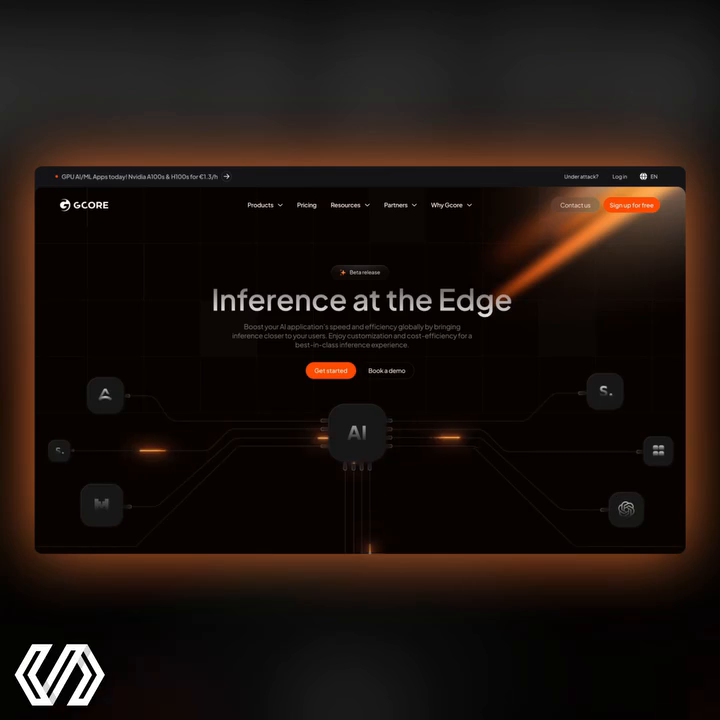 GPU AI/ML Apps today! Nvidia A100s & H100s for €1.3/h
Under attack?
Log in
EN
GCORE
Products
Pricing
Resources
Partners
Why Gcore
Contact us
Sign up for free
Beta release
Inference at the Edge
Boost your AI application's speed and efficiency globally by bringing
inference closer to your users. Enjoy customization and cost-efficiency for a
best-in-class inference experience.
Get started
Book a demo
S.
AI
S.